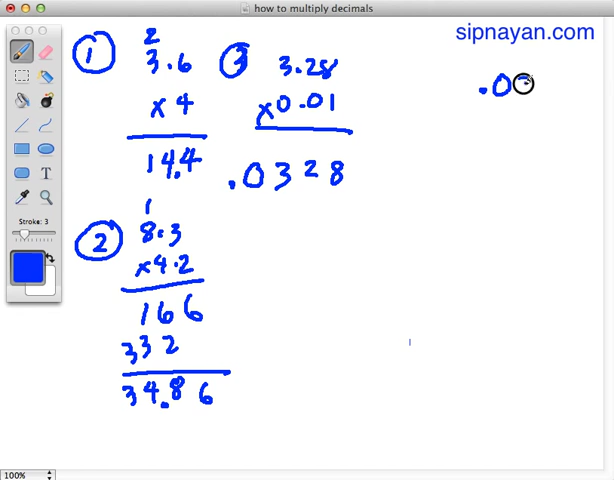 how to multiply decimals
sipnayan.com
1
2
3.6
x 4
14.4
3
3.28
x0.01
.0328
.0
2
1
8.3
x4.2
166
332
34.86
T
Stroke: 3
100%